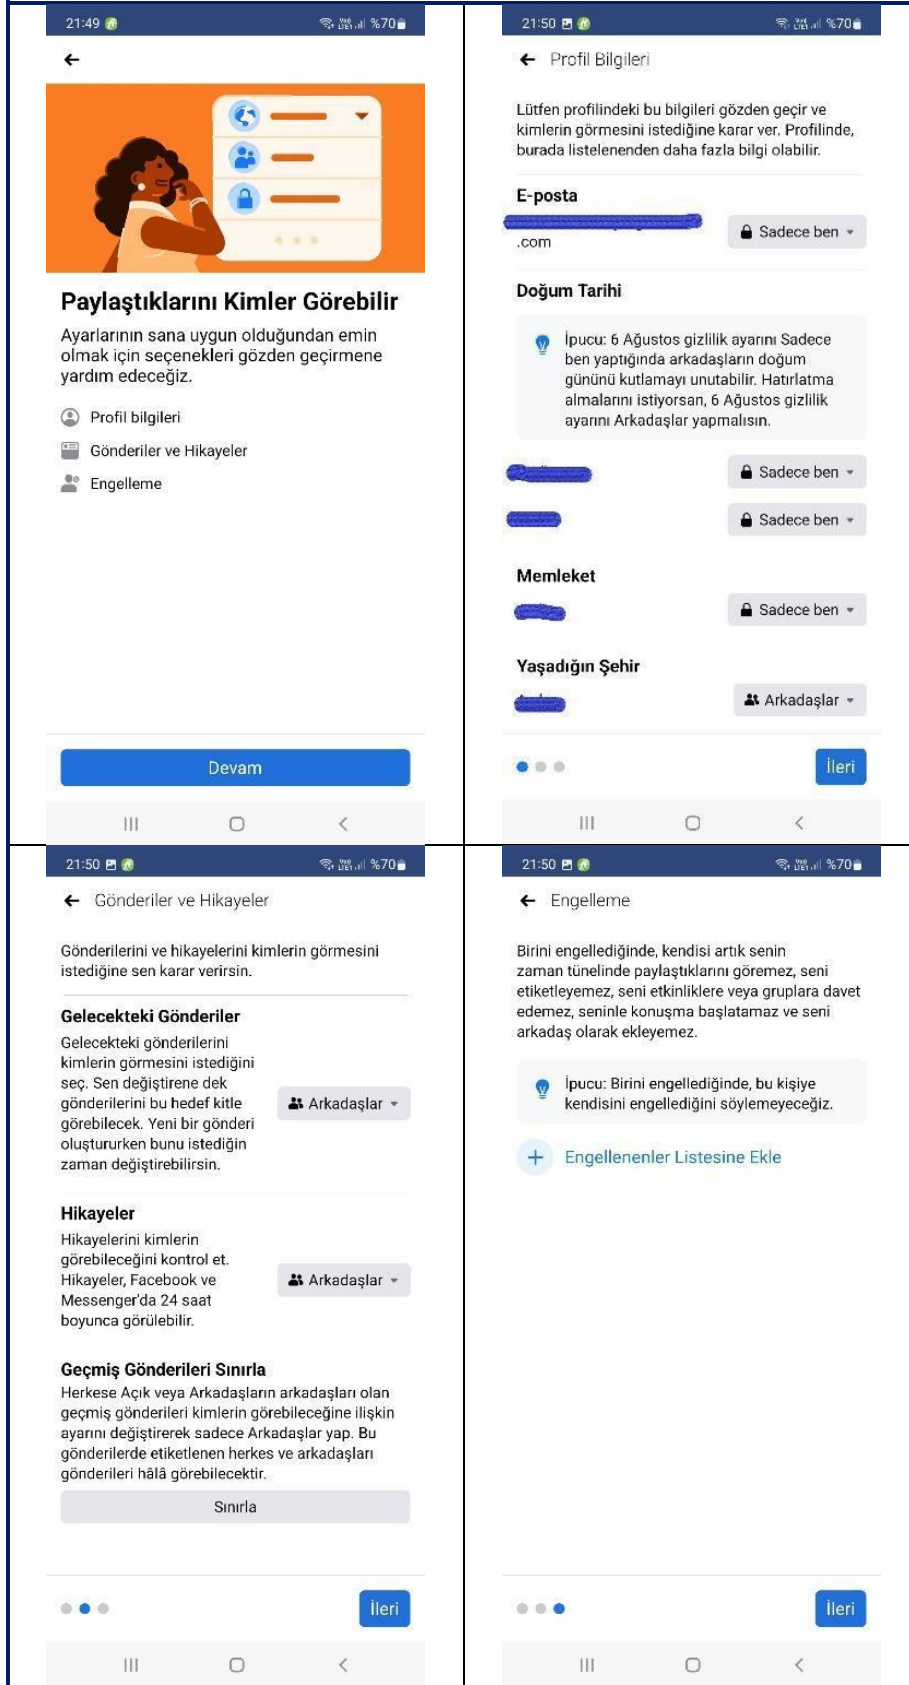 21:49
%70
Paylaştıklarını Kimler Görebilir
Ayarlarının sana uygun olduğundan emin
olmak için seçenekleri gözden geçirmene
yardım edeceğiz.
Profil bilgileri
Gönderiler ve Hikayeler
Engelleme
Devam
21:50
%70
Profil Bilgileri
Lütfen profilindeki bu bilgileri gözden geçir ve
kimlerin görmesini istediğine karar ver. Profilinde,
burada listelenenden daha fazla bilgi olabilir.
E-posta
.com
Sadece ben
Doğum Tarihi
İpucu: 6 Ağustos gizlilik ayarını Sadece
ben yaptığında arkadaşların doğum
gününü kutlamayı unutabilir. Hatırlatma
almalarını istiyorsan, 6 Ağustos gizlilik
ayarını Arkadaşlar yapmalısın.
Sadece ben
Sadece ben
Memleket
Sadece ben
Yaşadığın Şehir
Arkadaşlar
İleri
21:50
%70
Gönderiler ve Hikayeler
Gönderilerini ve hikayelerini kimlerin görmesini
istediğine sen karar verirsin.
Gelecekteki Gönderiler
Gelecekteki gönderilerini
kimlerin görmesini istediğini
seç. Sen değiştirene dek
gönderilerini bu hedef kitle
görebilecek. Yeni bir gönderi
oluştururken bunu istediğin
zaman değiştirebilirsin.
Arkadaşlar
Hikayeler
Hikayelerini kimlerin
görebileceğini kontrol et.
Hikayeler, Facebook ve
Messenger'da 24 saat
boyunca görülebilir.
Arkadaşlar
Geçmiş Gönderileri Sınırla
Herkese Açık veya Arkadaşların arkadaşları olan
geçmiş gönderileri kimlerin görebileceğine ilişkin
ayarını değiştirerek sadece Arkadaşlar yap. Bu
gönderilerde etiketlenen herkes ve arkadaşları
gönderileri hâlâ görebilecektir.
Sınırla
İleri
21:50
%70
Engelleme
Birini engellediğinde, kendisi artık senin
zaman tünelinde paylaştıklarını göremez, seni
etiketleyemez, seni etkinliklere veya gruplara davet
edemez, seninle konuşma başlatamaz ve seni
arkadaş olarak ekleyemez.
İpucu: Birini engellediğinde, bu kişiye
kendisini engellediğini söylemeyeceğiz.
Engellenenler Listesine Ekle
İleri